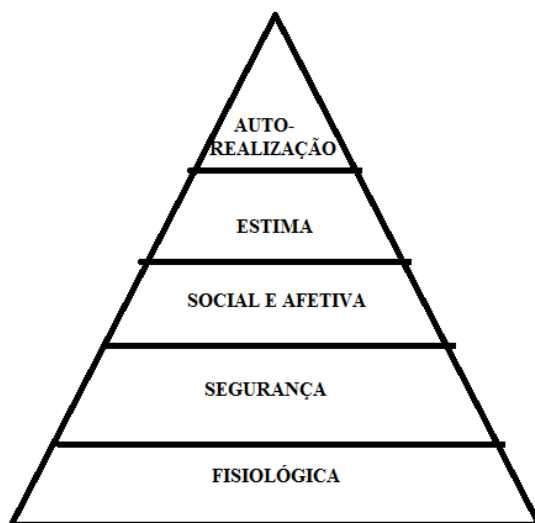 AUTO-
REALIZAÇÃO
ESTIMA
SOCIAL E AFETIVA
SEGURANÇA
FISIOLÓGICA